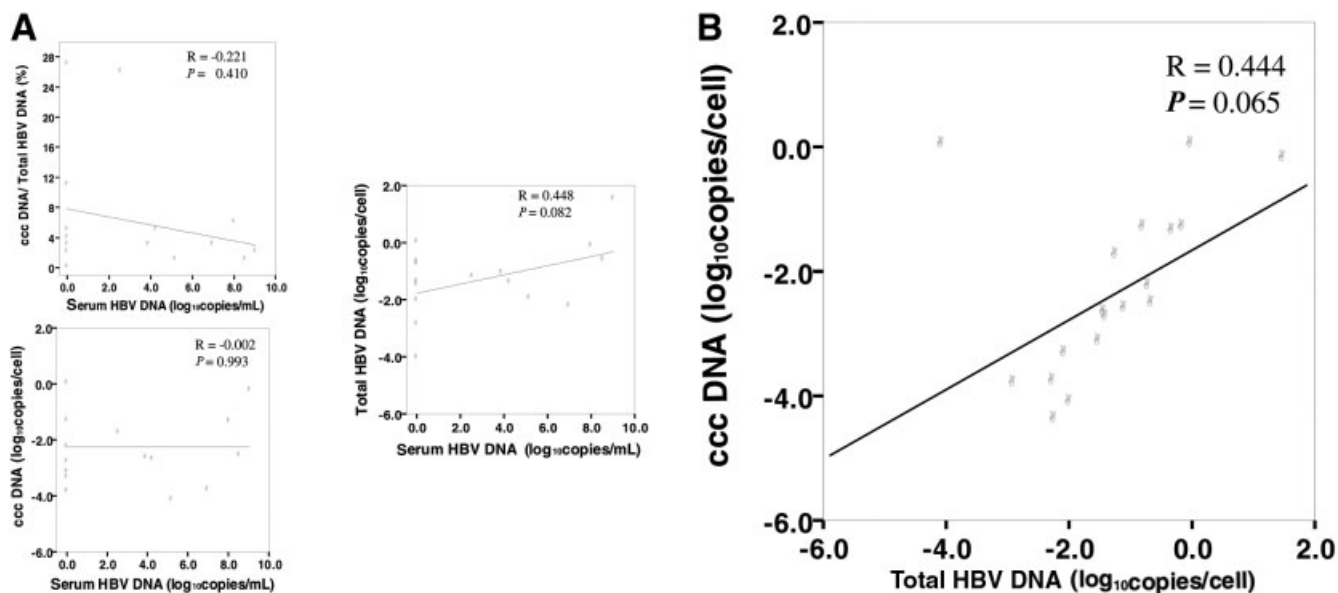 A
R = -0.221
P = 0.410
28
24
20
16
12
8
4
0
ccc DNA/ Total HBV DNA (%)
0.0 2.0 4.0 6.0 8.0 10.0
Serum HBV DNA (log₁₀copies/mL)
R = -0.002
P = 0.993
2.0
0.0
-2.0
-4.0
-6.0
ccc DNA (log₁₀copies/cell)
0.0 2.0 4.0 6.0 8.0 10.0
Serum HBV DNA (log₁₀copies/mL)
R = 0.448
P = 0.082
2.0
0.0
-2.0
-4.0
-6.0
Total HBV DNA (log₁₀copies/cell)
0.0 2.0 4.0 6.0 8.0 10.0
Serum HBV DNA (log₁₀copies/mL)
B
R = 0.444
P = 0.065
2.0
0.0
-2.0
-4.0
-6.0
ccc DNA (log₁₀copies/cell)
-6.0 -4.0 -2.0 0.0 2.0
Total HBV DNA (log₁₀copies/cell)